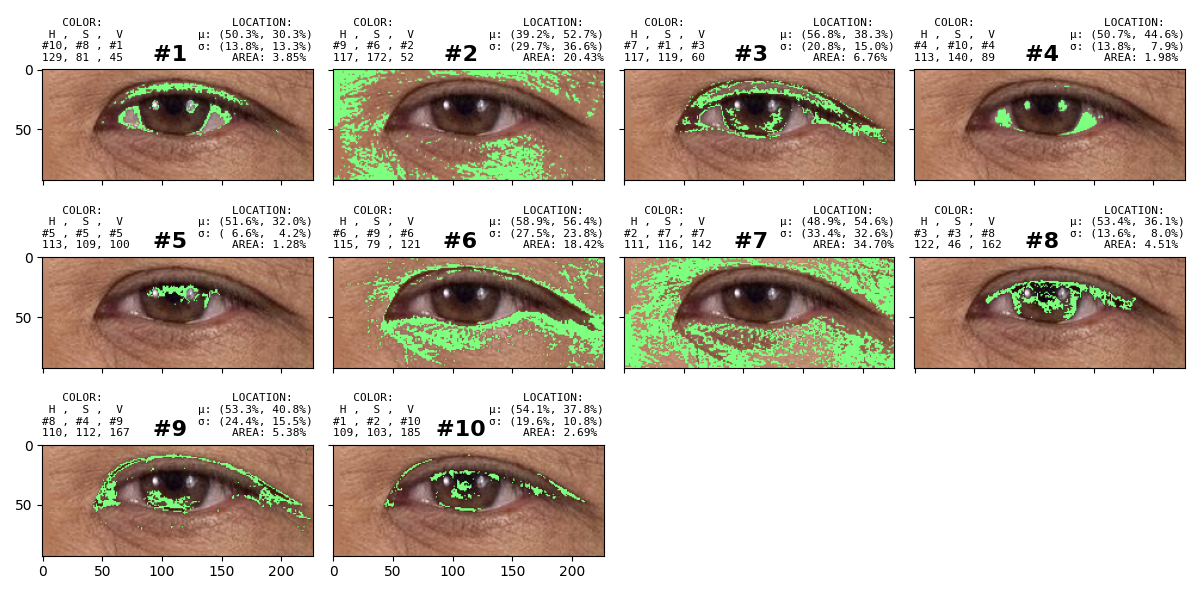 COLOR: LOCATION:
H , S , V μ: (50.3%, 30.3%)
#10, #8 , #1 #1 σ: (13.8%, 13.3%)
129, 81 , 45 AREA: 3.85%
COLOR: LOCATION:
H , S , V μ: (39.2%, 52.7%)
#9 , #6 , #2 #2 σ: (29.7%, 36.6%)
117, 172, 52 AREA: 20.43%
COLOR: LOCATION:
H , S , V μ: (56.8%, 38.3%)
#7 , #1 , #3 #3 σ: (20.8%, 15.0%)
117, 119, 60 AREA: 6.76%
COLOR: LOCATION:
H , S , V μ: (50.7%, 44.6%)
#4 , #10, #4 #4 σ: (13.8%, 7.9%)
113, 140, 89 AREA: 1.98%
0
50
COLOR: LOCATION:
H , S , V μ: (51.6%, 32.0%)
#5 , #5 , #5 #5 σ: ( 6.6%, 4.2%)
113, 109, 100 AREA: 1.28%
COLOR: LOCATION:
H , S , V μ: (58.9%, 56.4%)
#6 , #9 , #6 #6 σ: (27.5%, 23.8%)
115, 79 , 121 AREA: 18.42%
COLOR: LOCATION:
H , S , V μ: (48.9%, 54.6%)
#2 , #7 , #7 #7 σ: (33.4%, 32.6%)
111, 116, 142 AREA: 34.70%
COLOR: LOCATION:
H , S , V μ: (53.4%, 36.1%)
#3 , #3 , #8 #8 σ: (13.6%, 8.0%)
122, 46 , 162 AREA: 4.51%
0
50
COLOR: LOCATION:
H , S , V μ: (53.3%, 40.8%)
#8 , #4 , #9 #9 σ: (24.4%, 15.5%)
110, 112, 167 AREA: 5.38%
COLOR: LOCATION:
H , S , V μ: (54.1%, 37.8%)
#1 , #2 , #10 #10 σ: (19.6%, 10.8%)
109, 103, 185 AREA: 2.69%
0
50
0 50 100 150 200
0 50 100 150 200